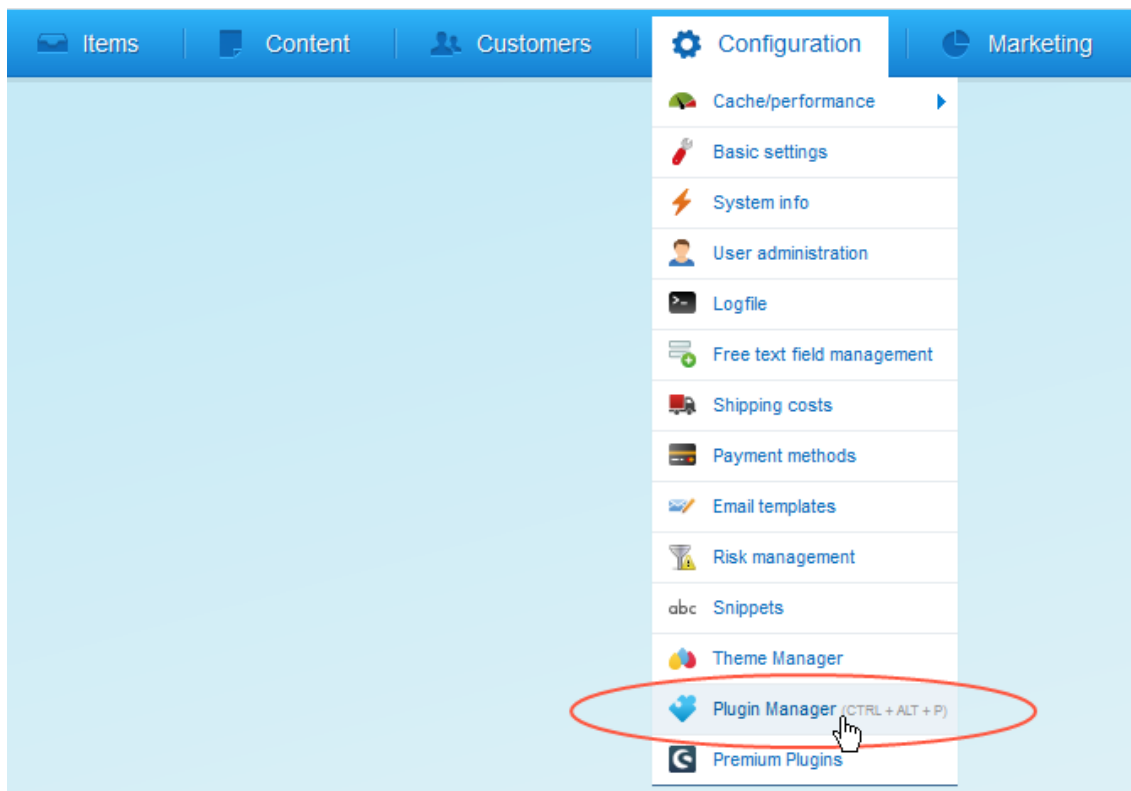 Items Content Customers Configuration Marketing
Cache/performance
Basic settings
System info
User administration
>_
Logfile
Free text field management
Shipping costs
Payment methods
Email templates
Risk management
abc Snippets
Theme Manager
Plugin Manager (CTRL + ALT + P)
Premium Plugins